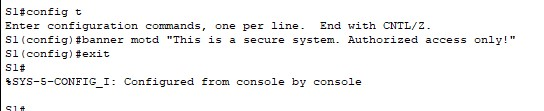 S1#config t
Enter configuration commands, one per line.  End with CNTL/Z.
S1(config)#banner motd "This is a secure system. Authorized access only!"
S1(config)#exit
S1#
%SYS-5-CONFIG_I: Configured from console by console
S1#